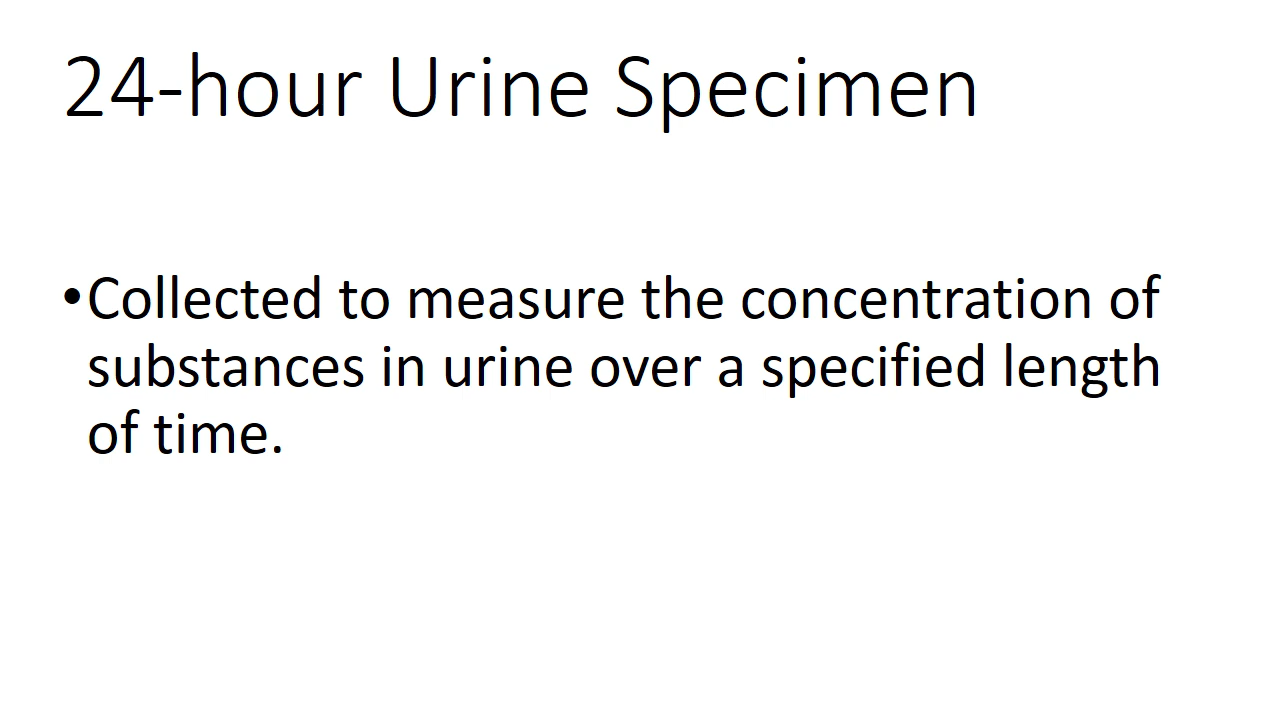 24-hour Urine Specimen
•Collected to measure the concentration of
substances in urine over a specified length
of time.